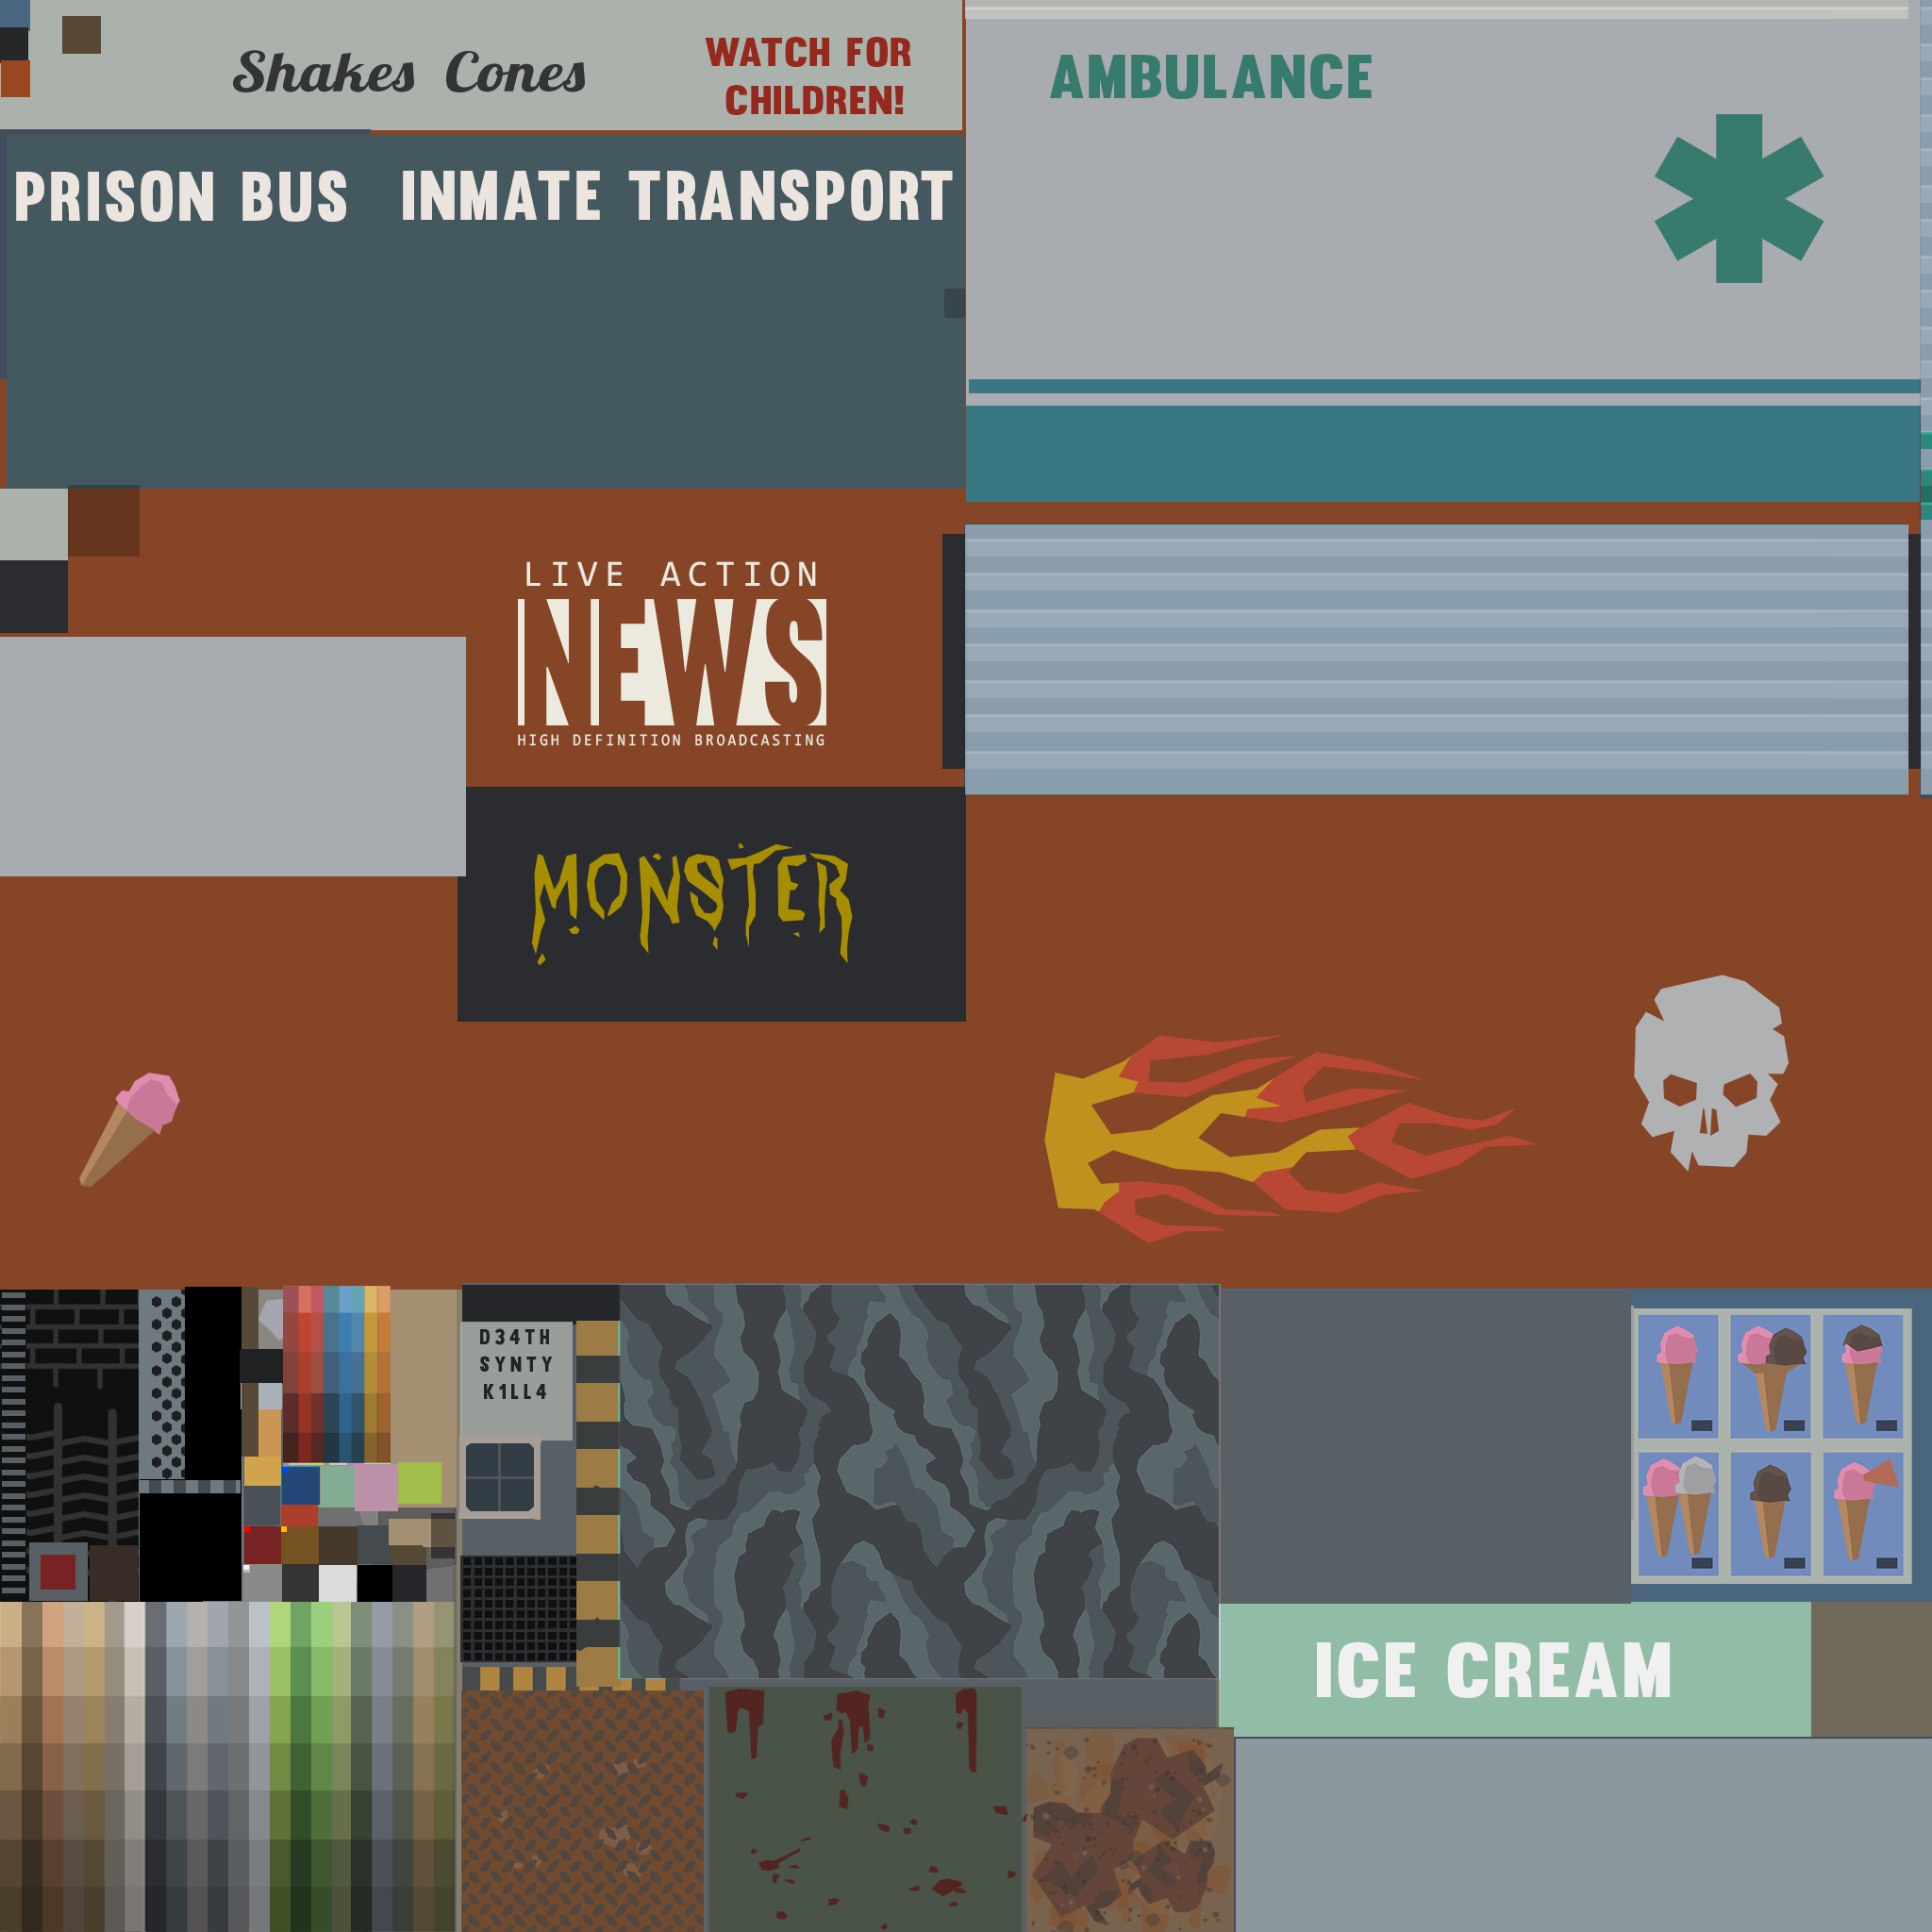 Shakes Cones
WATCH FOR
CHILDREN!
AMBULANCE
PRISON BUS
INMATE TRANSPORT
LIVE ACTION
NEWS
HIGH DEFINITION BROADCASTING
MONSTER
D34TH
SYNTY
K1LL4
ICE CREAM